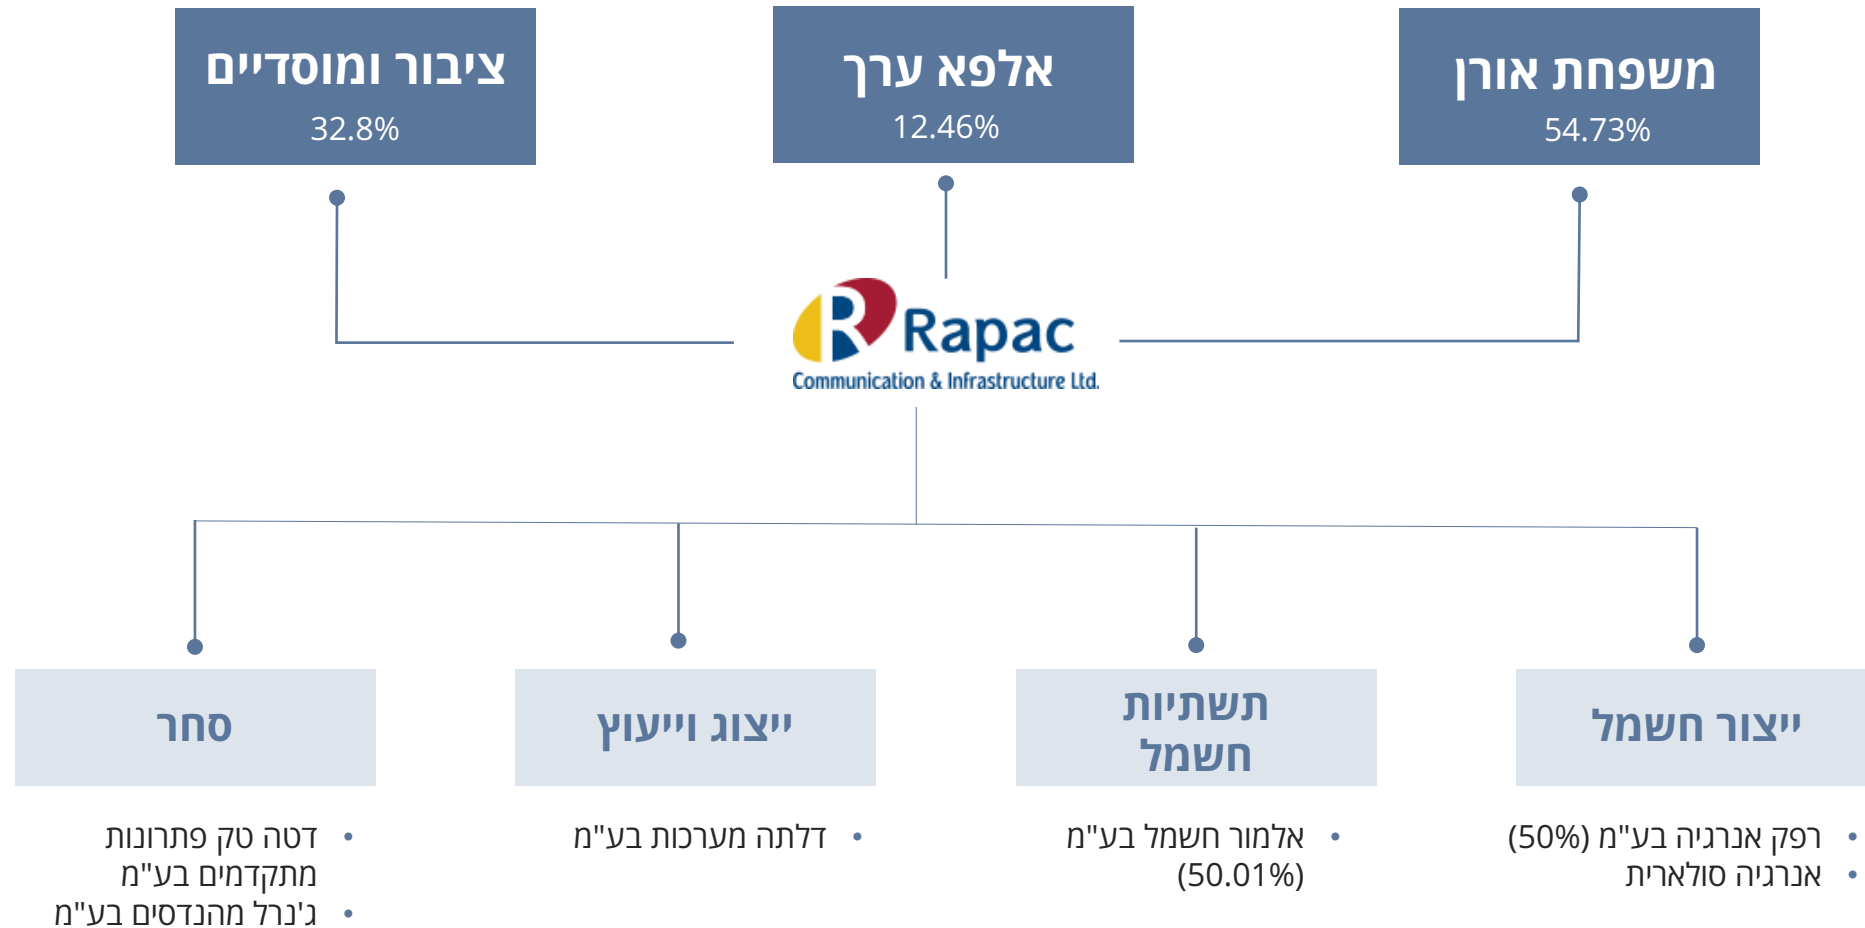 משפחת אורן
54.73%
אלפא ערך
12.46%
ציבור ומוסדיים
32.8%
Rapac
Communication & Infrastructure Ltd.
ייצור חשמל
• רפק אנרגיה בע"מ (50%)
• אנרגיה סולארית
תשתיות
חשמל
• אלמור חשמל בע"מ
(50.01%)
ייצוג וייעוץ
• דלתה מערכות בע"מ
סחר
• דטה טק פתרונות
מתקדמים בע"מ
• ג'נרל מהנדסים בע"מ